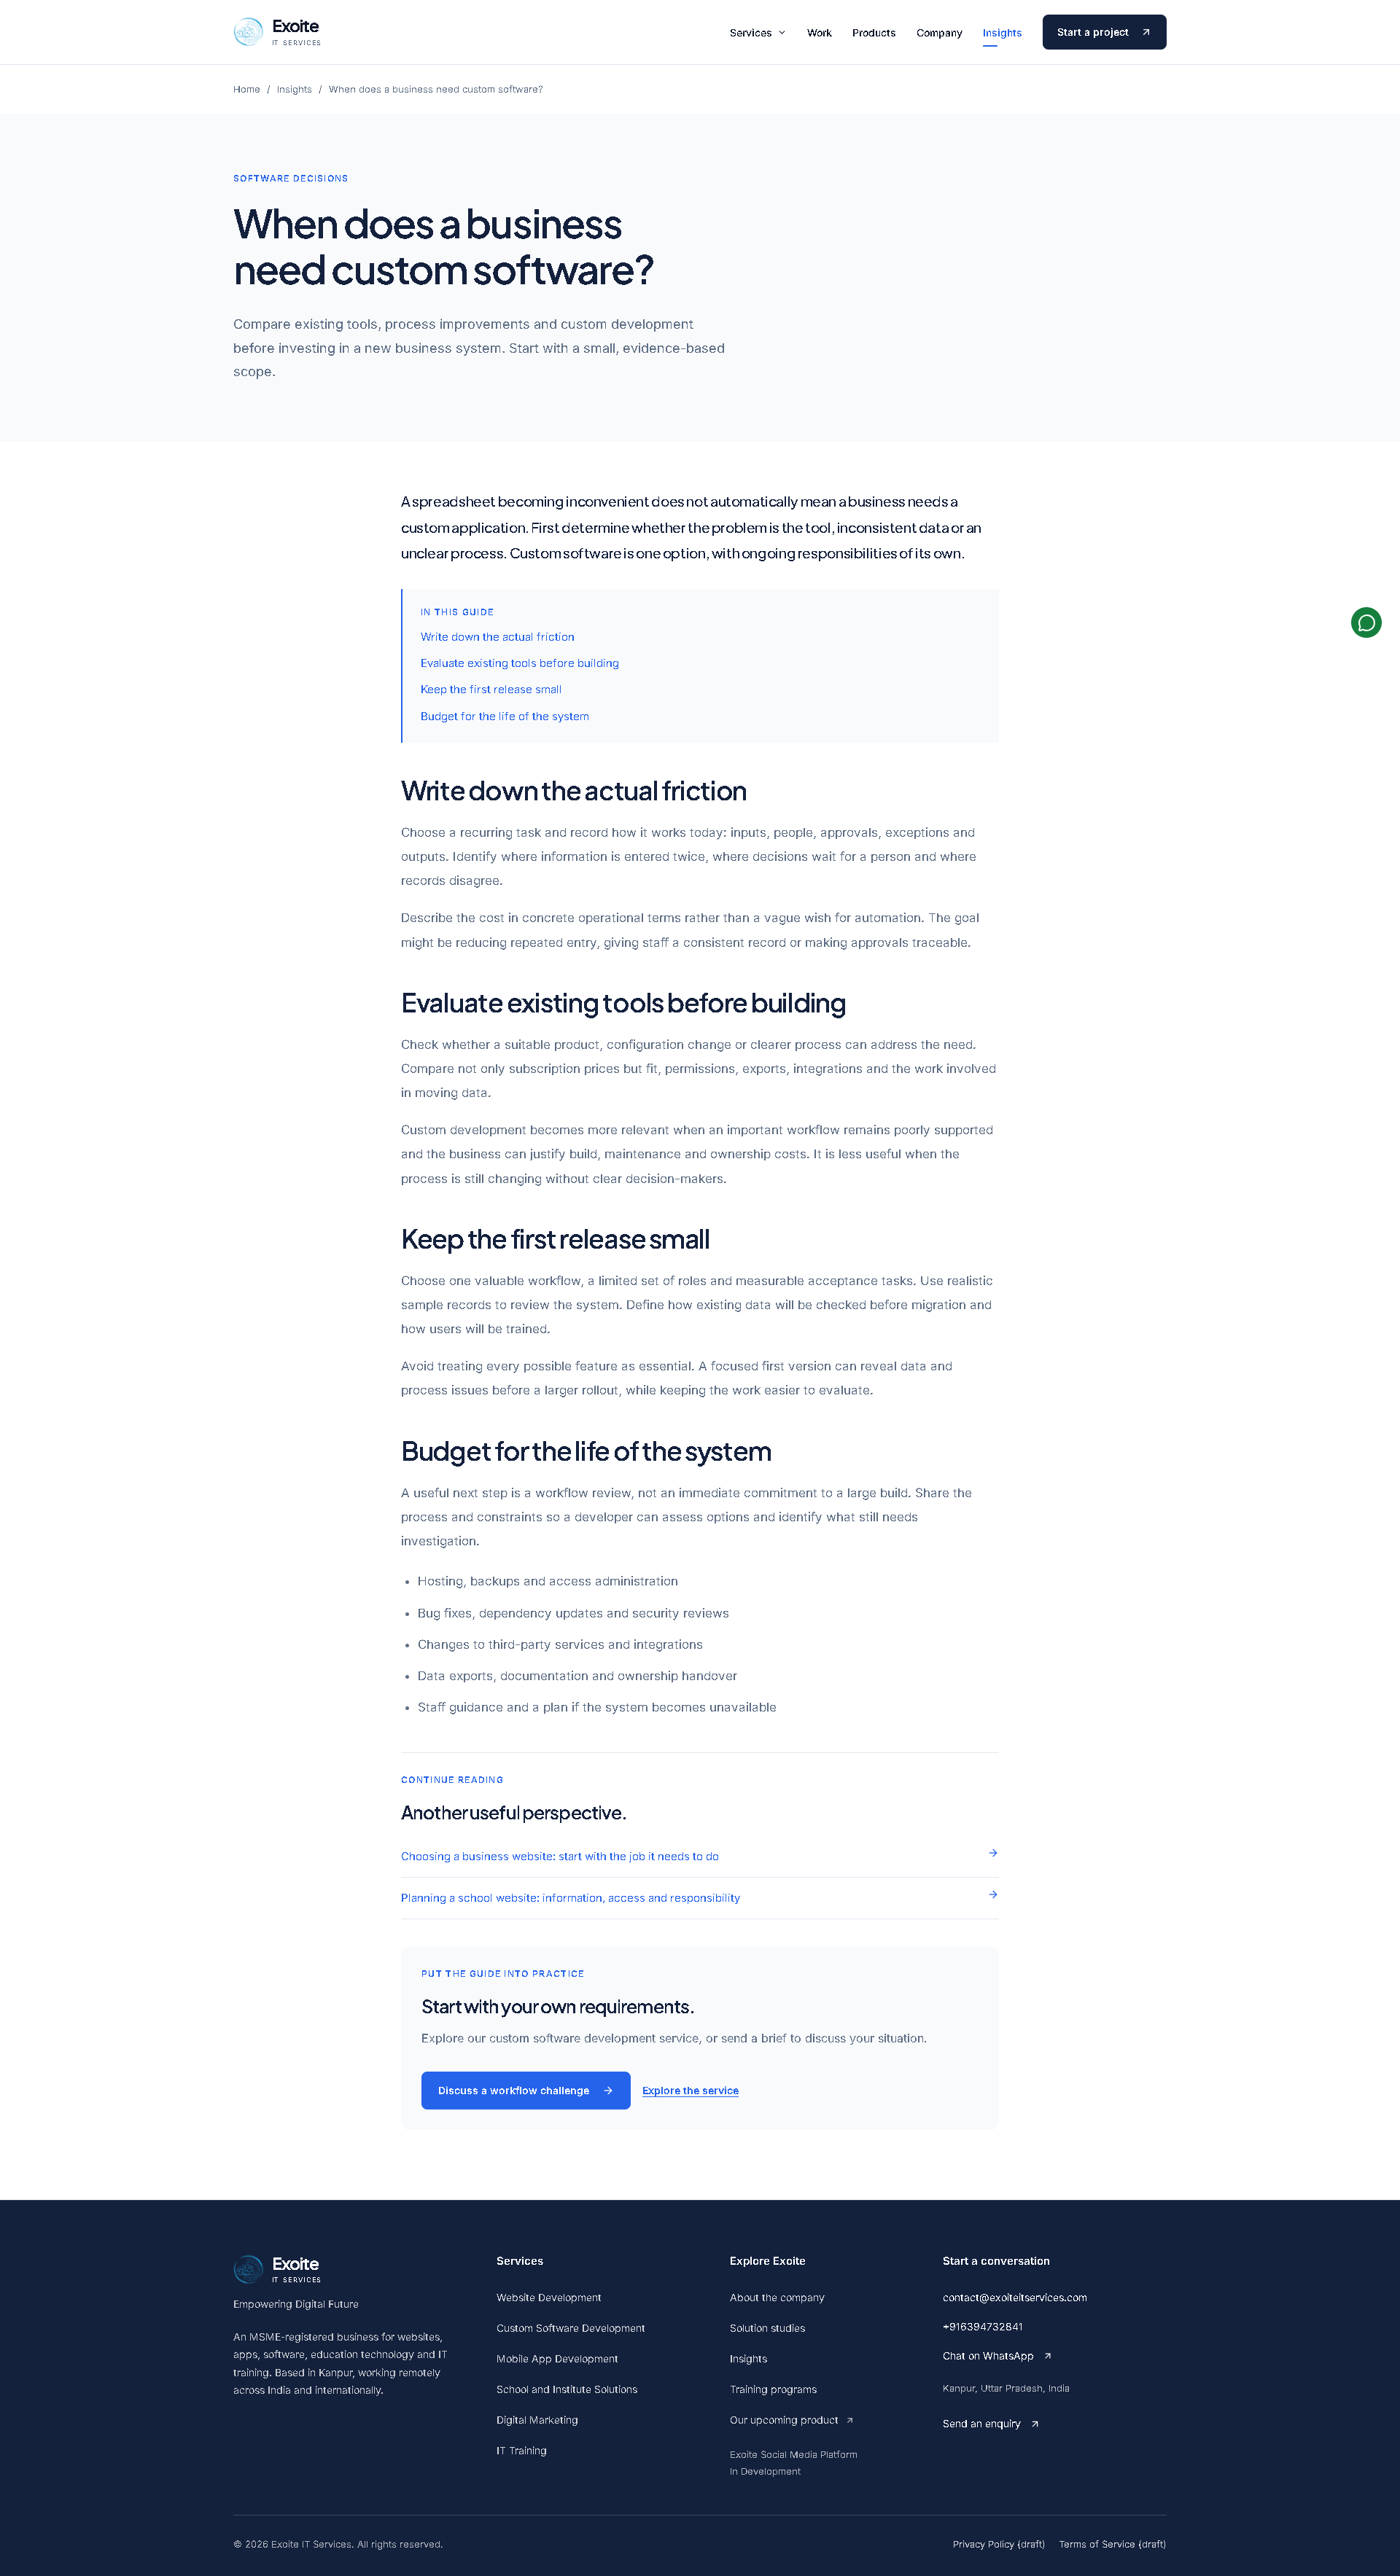 Exoite
IT SERVICES
Services
Work
Products
Company
Insights
Start a project
Home / Insights / When does a business need custom software?
SOFTWARE DECISIONS
When does a business
need custom software?
Compare existing tools, process improvements and custom development
before investing in a new business system. Start with a small, evidence-based
scope.
A spreadsheet becoming inconvenient does not automatically mean a business needs a
custom application. First determine whether the problem is the tool, inconsistent data or an
unclear process. Custom software is one option, with ongoing responsibilities of its own.
IN THIS GUIDE
Write down the actual friction
Evaluate existing tools before building
Keep the first release small
Budget for the life of the system
Write down the actual friction
Choose a recurring task and record how it works today: inputs, people, approvals, exceptions and
outputs. Identify where information is entered twice, where decisions wait for a person and where
records disagree.
Describe the cost in concrete operational terms rather than a vague wish for automation. The goal
might be reducing repeated entry, giving staff a consistent record or making approvals traceable.
Evaluate existing tools before building
Check whether a suitable product, configuration change or clearer process can address the need.
Compare not only subscription prices but fit, permissions, exports, integrations and the work involved
in moving data.
Custom development becomes more relevant when an important workflow remains poorly supported
and the business can justify build, maintenance and ownership costs. It is less useful when the
process is still changing without clear decision-makers.
Keep the first release small
Choose one valuable workflow, a limited set of roles and measurable acceptance tasks. Use realistic
sample records to review the system. Define how existing data will be checked before migration and
how users will be trained.
Avoid treating every possible feature as essential. A focused first version can reveal data and
process issues before a larger rollout, while keeping the work easier to evaluate.
Budget for the life of the system
A useful next step is a workflow review, not an immediate commitment to a large build. Share the
process and constraints so a developer can assess options and identify what still needs
investigation.
• Hosting, backups and access administration
• Bug fixes, dependency updates and security reviews
• Changes to third-party services and integrations
• Data exports, documentation and ownership handover
• Staff guidance and a plan if the system becomes unavailable
CONTINUE READING
Another useful perspective.
Choosing a business website: start with the job it needs to do
Planning a school website: information, access and responsibility
PUT THE GUIDE INTO PRACTICE
Start with your own requirements.
Explore our custom software development service, or send a brief to discuss your situation.
Discuss a workflow challenge
Explore the service
Exoite
IT SERVICES
Empowering Digital Future
An MSME-registered business for websites,
apps, software, education technology and IT
training. Based in Kanpur, working remotely
across India and internationally.
Services
Website Development
Custom Software Development
Mobile App Development
School and Institute Solutions
Digital Marketing
IT Training
Explore Exoite
About the company
Solution studies
Insights
Training programs
Our upcoming product
Exoite Social Media Platform
In Development
Start a conversation
contact@exoiteitservices.com
+916394732841
Chat on WhatsApp
Kanpur, Uttar Pradesh, India
Send an enquiry
© 2026 Exoite IT Services. All rights reserved.
Privacy Policy (draft)
Terms of Service (draft)